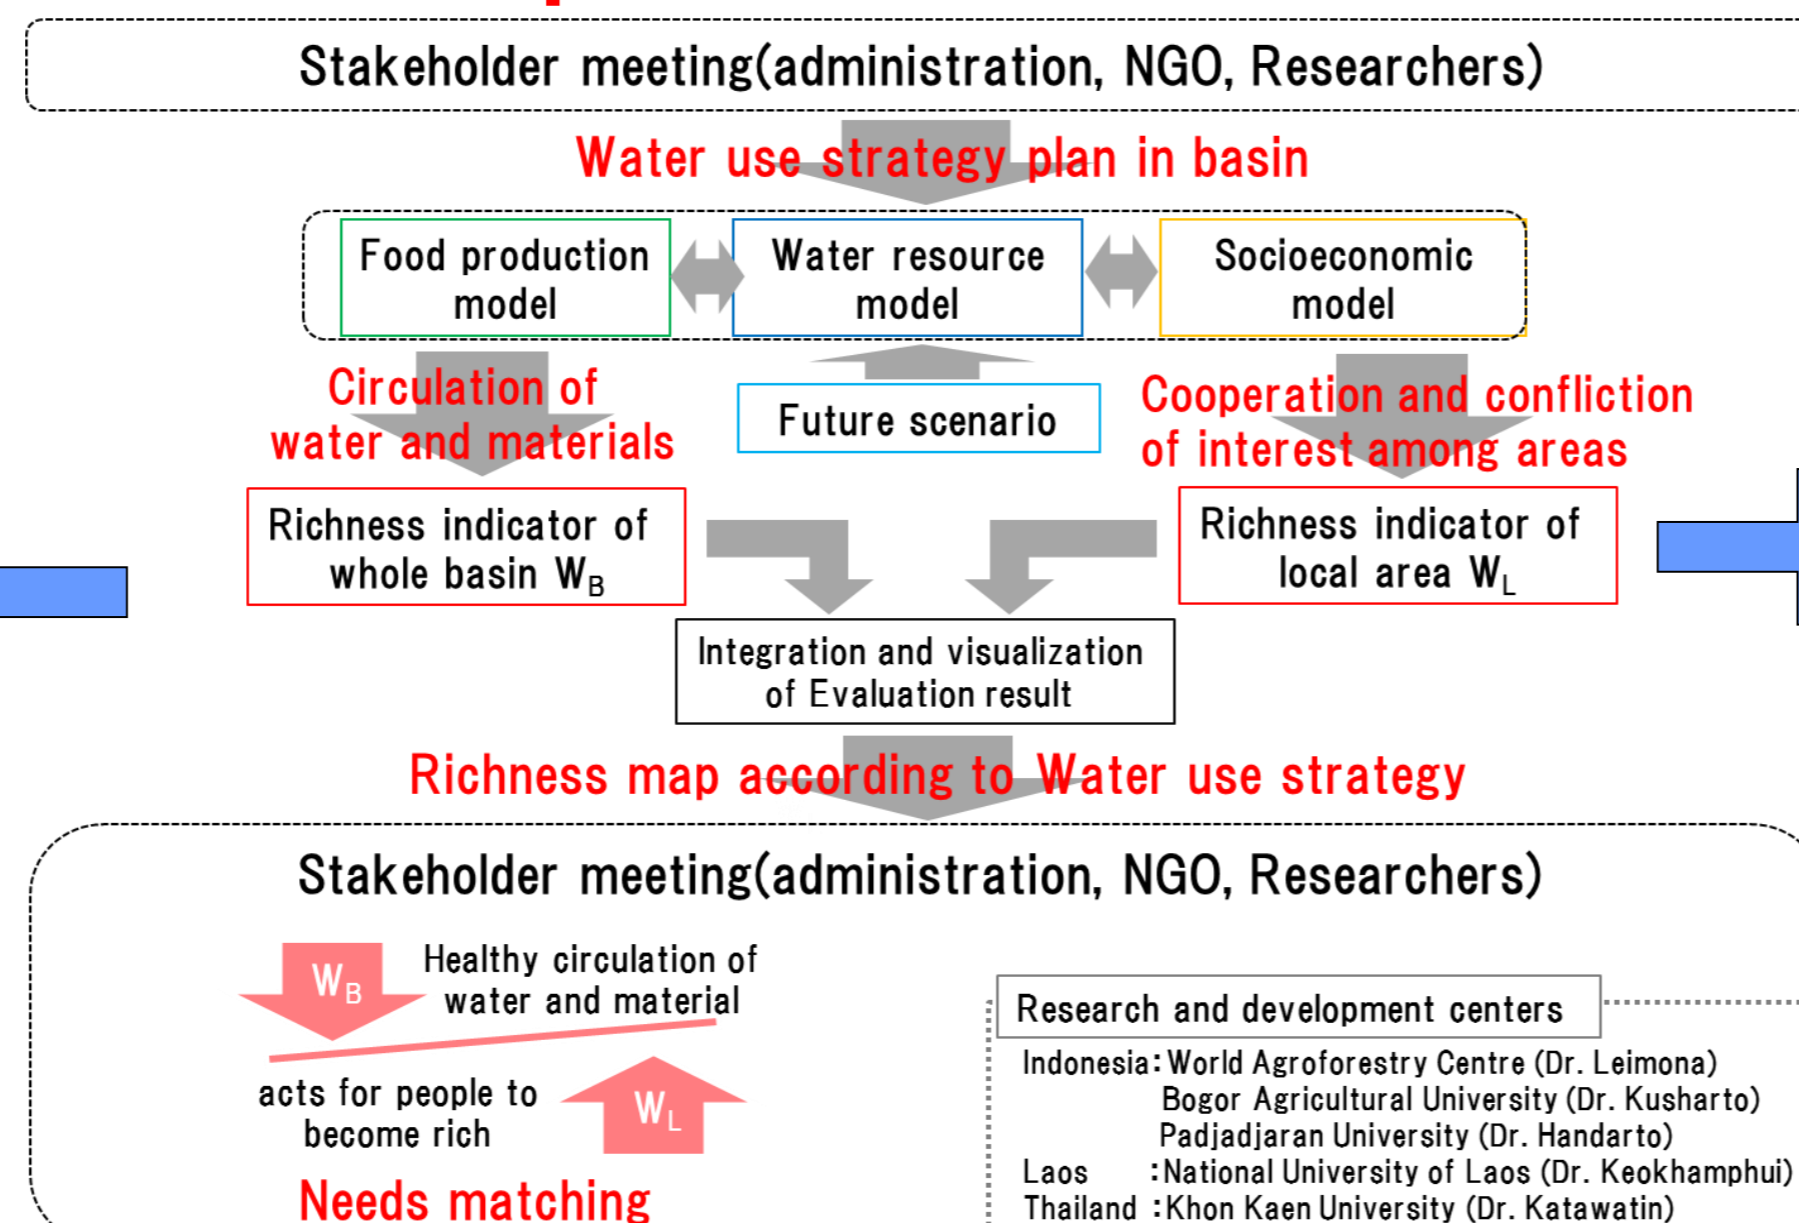 Stakeholder meeting(administration, NGO, Researchers)
Water use strategy plan in basin
Food production
model
Water resource
model
Socioeconomic
model
Circulation of
water and materials
Future scenario
Cooperation and confliction
of interest among areas
Richness indicator of
whole basin WB
Richness indicator of
local area WL
Integration and visualization
of Evaluation result
Richness map according to Water use strategy
Stakeholder meeting(administration, NGO, Researchers)
WB
Healthy circulation of
water and material
acts for people to
become rich
WL
Needs matching
Research and development centers
Indonesia:World Agroforestry Centre (Dr. Leimona)
Bogor Agricultural University (Dr. Kusharto)
Padjadjaran University (Dr. Handarto)
Laos :National University of Laos (Dr. Keokhamphui)
Thailand :Khon Kaen University (Dr. Katawatin)